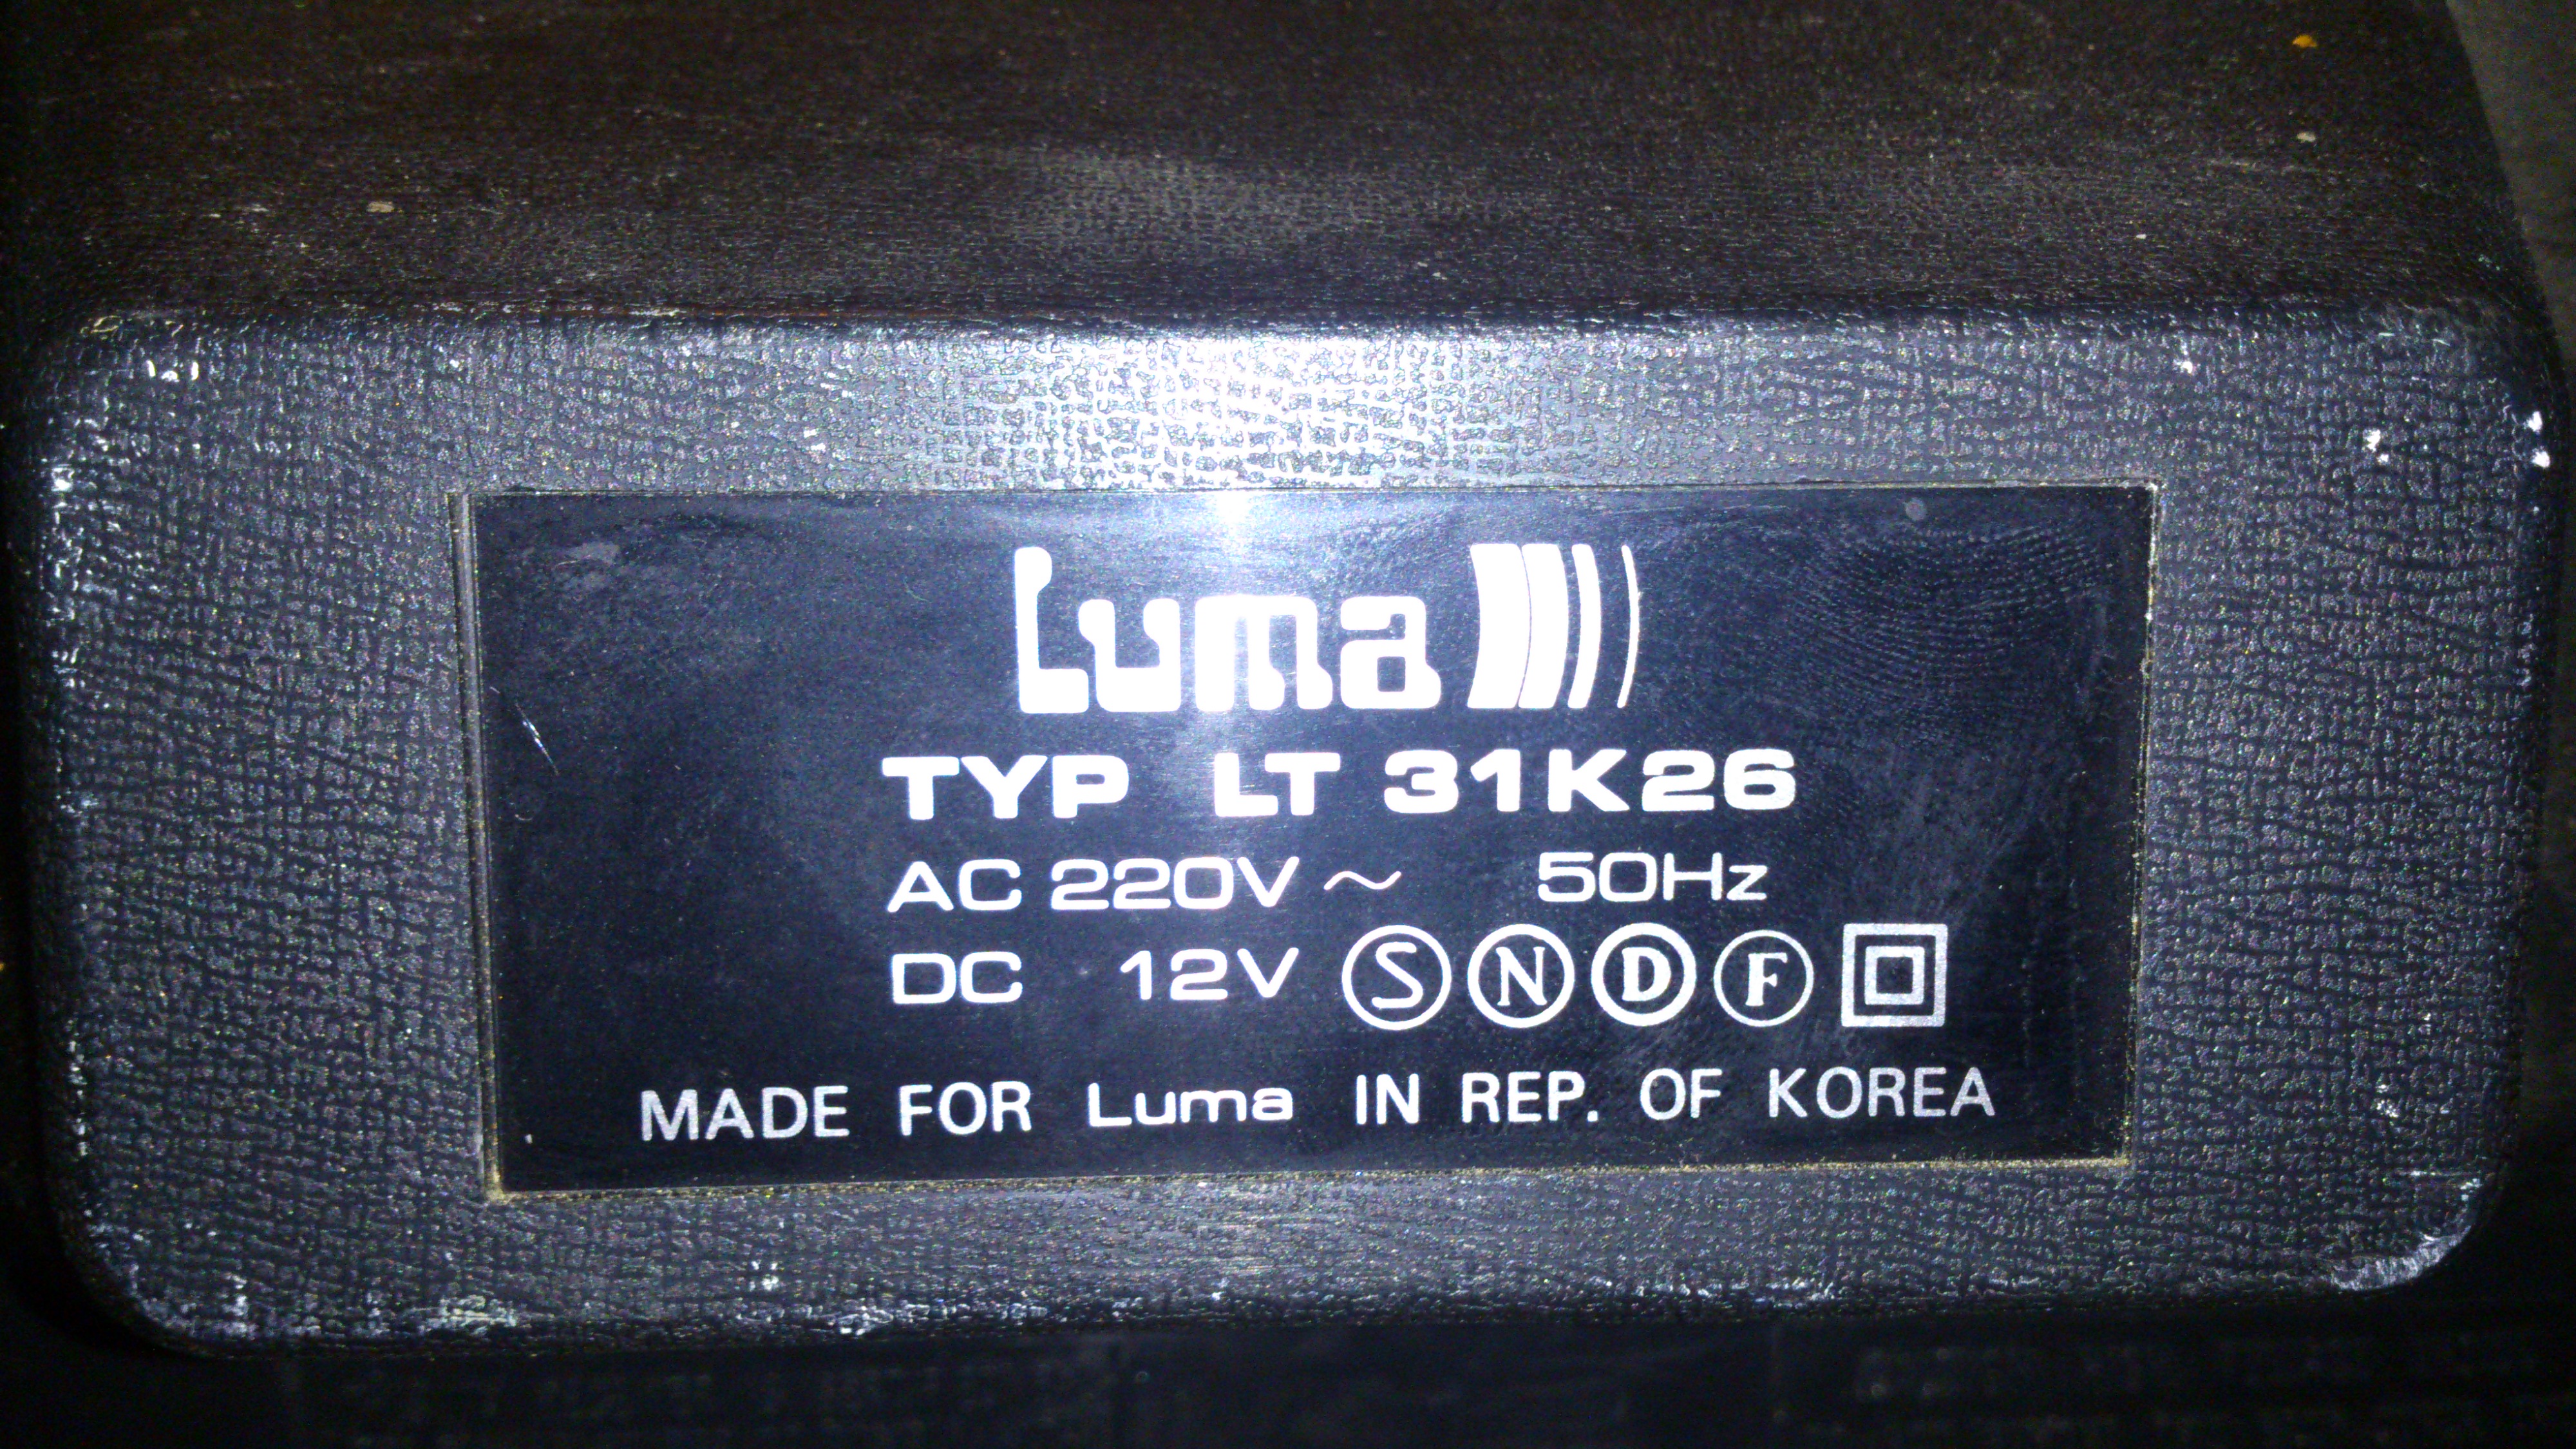 Luma
TYP LT 31K26
AC 220V ~ 50Hz
DC 12V S N D F
MADE FOR Luma IN REP. OF KOREA